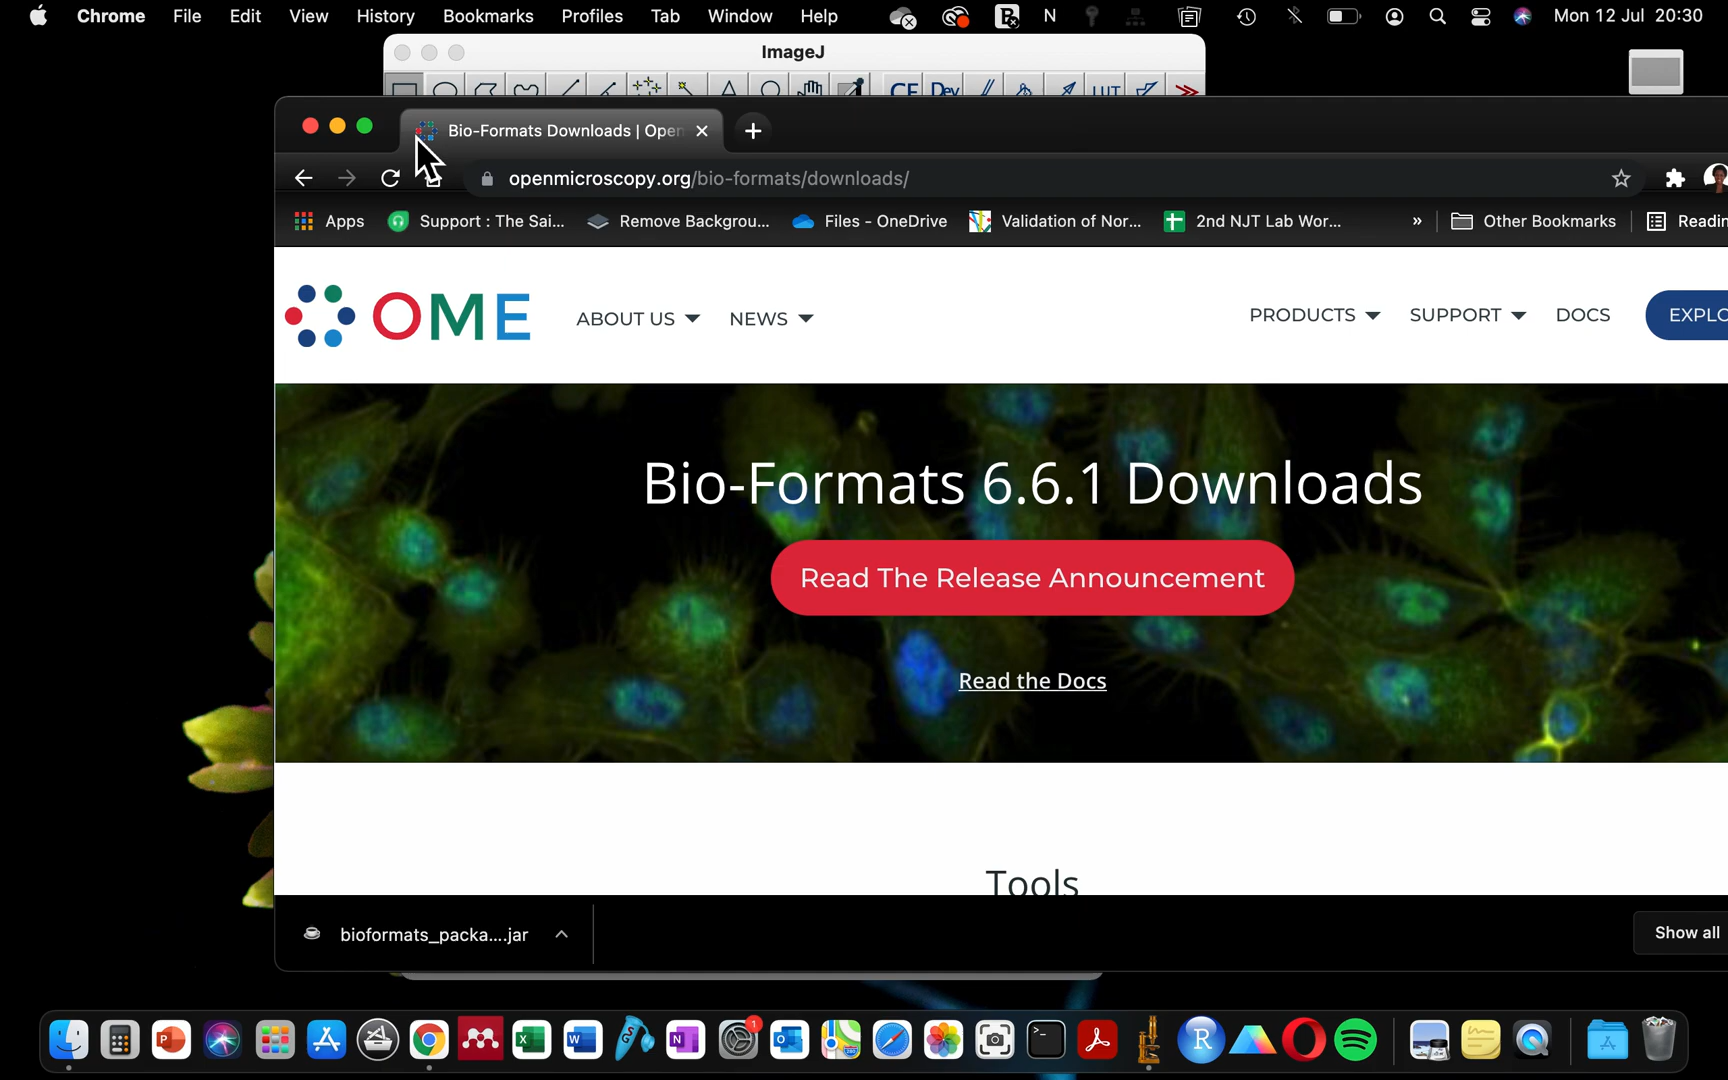 Chrome File Edit View History Bookmarks Profiles Tab Window Help Mon 12 Jul 20:30
ImageJ
CF Dev LUT
Bio-Formats Downloads | Open
openmicroscopy.org/bio-formats/downloads/
Apps Support : The Sai... Remove Backgrou... Files - OneDrive Validation of Nor... 2nd NJT Lab Wor... » Other Bookmarks Readin
OME ABOUT US NEWS PRODUCTS SUPPORT DOCS EXPLO
Bio-Formats 6.6.1 Downloads
Read The Release Announcement
Read the Docs
Tools
bioformats_packa....jar Show all